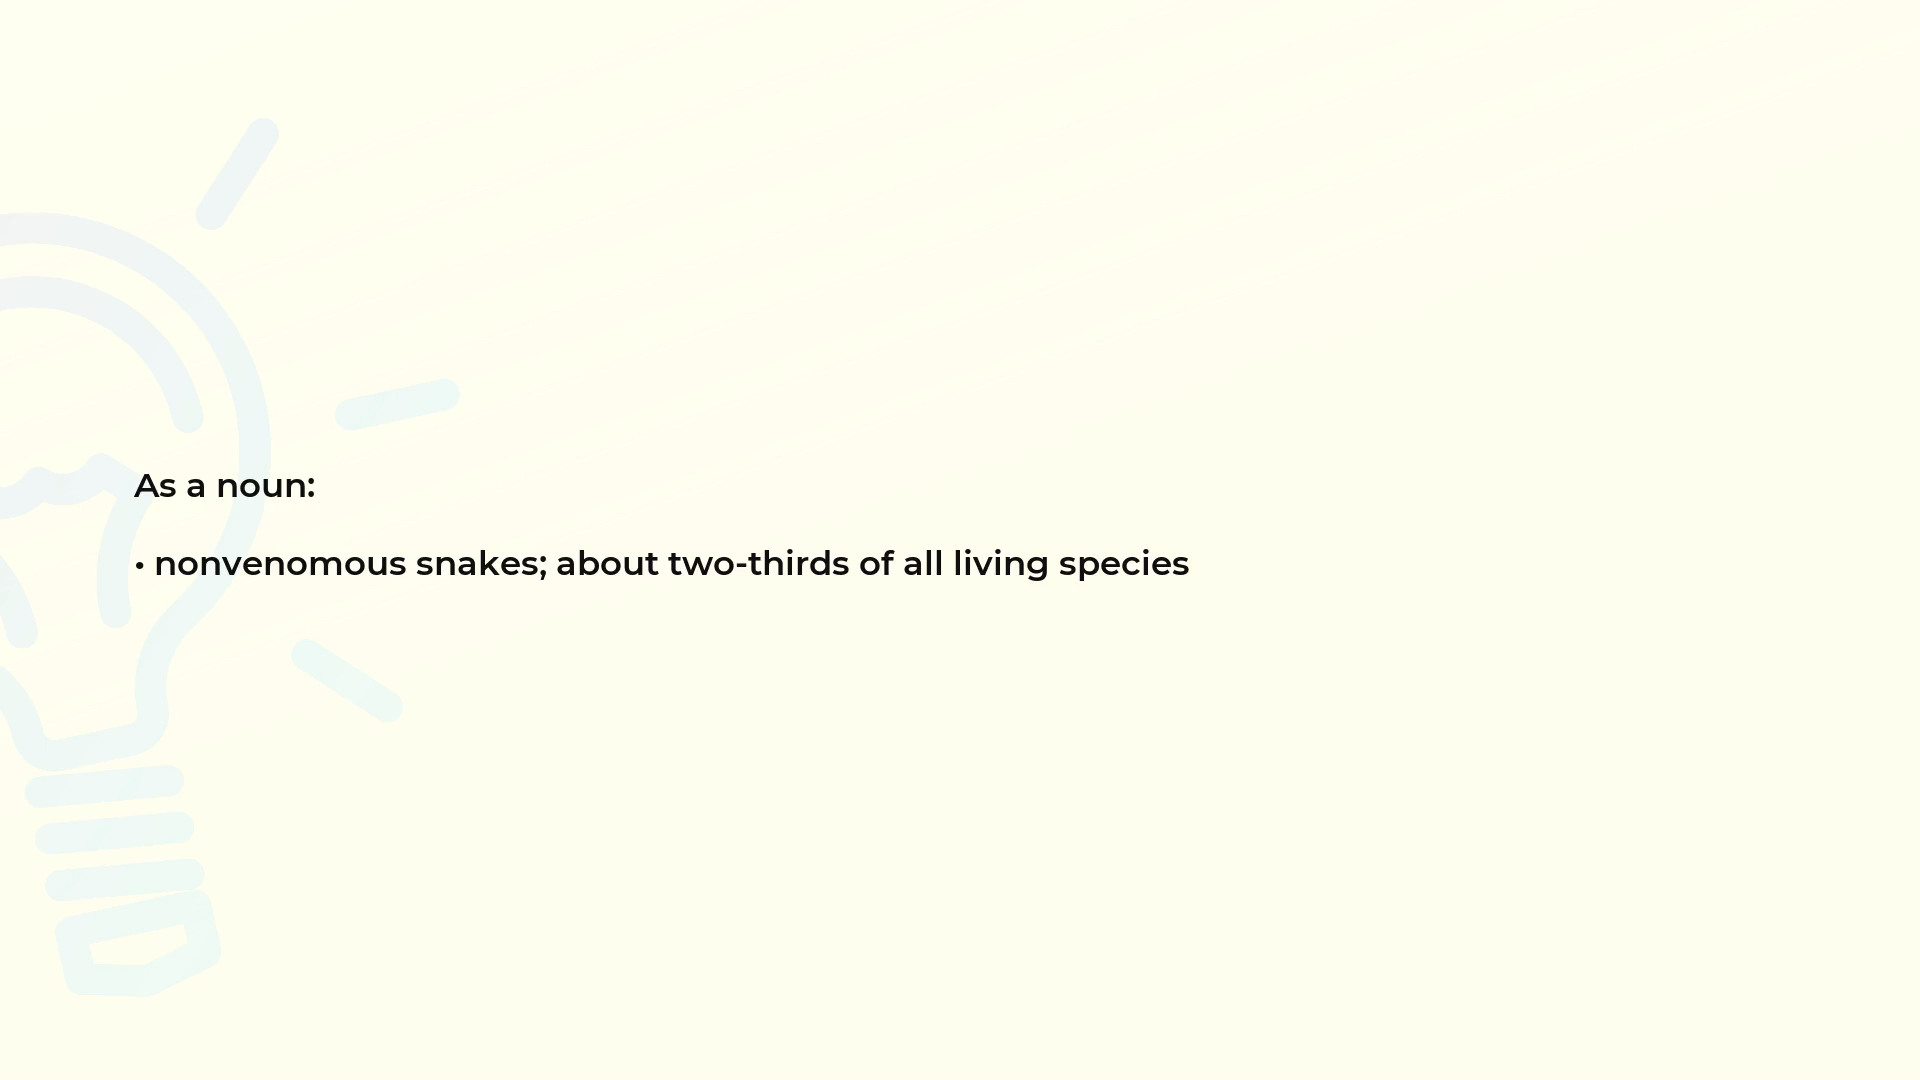 As a noun:
• nonvenomous snakes; about two-thirds of all living species